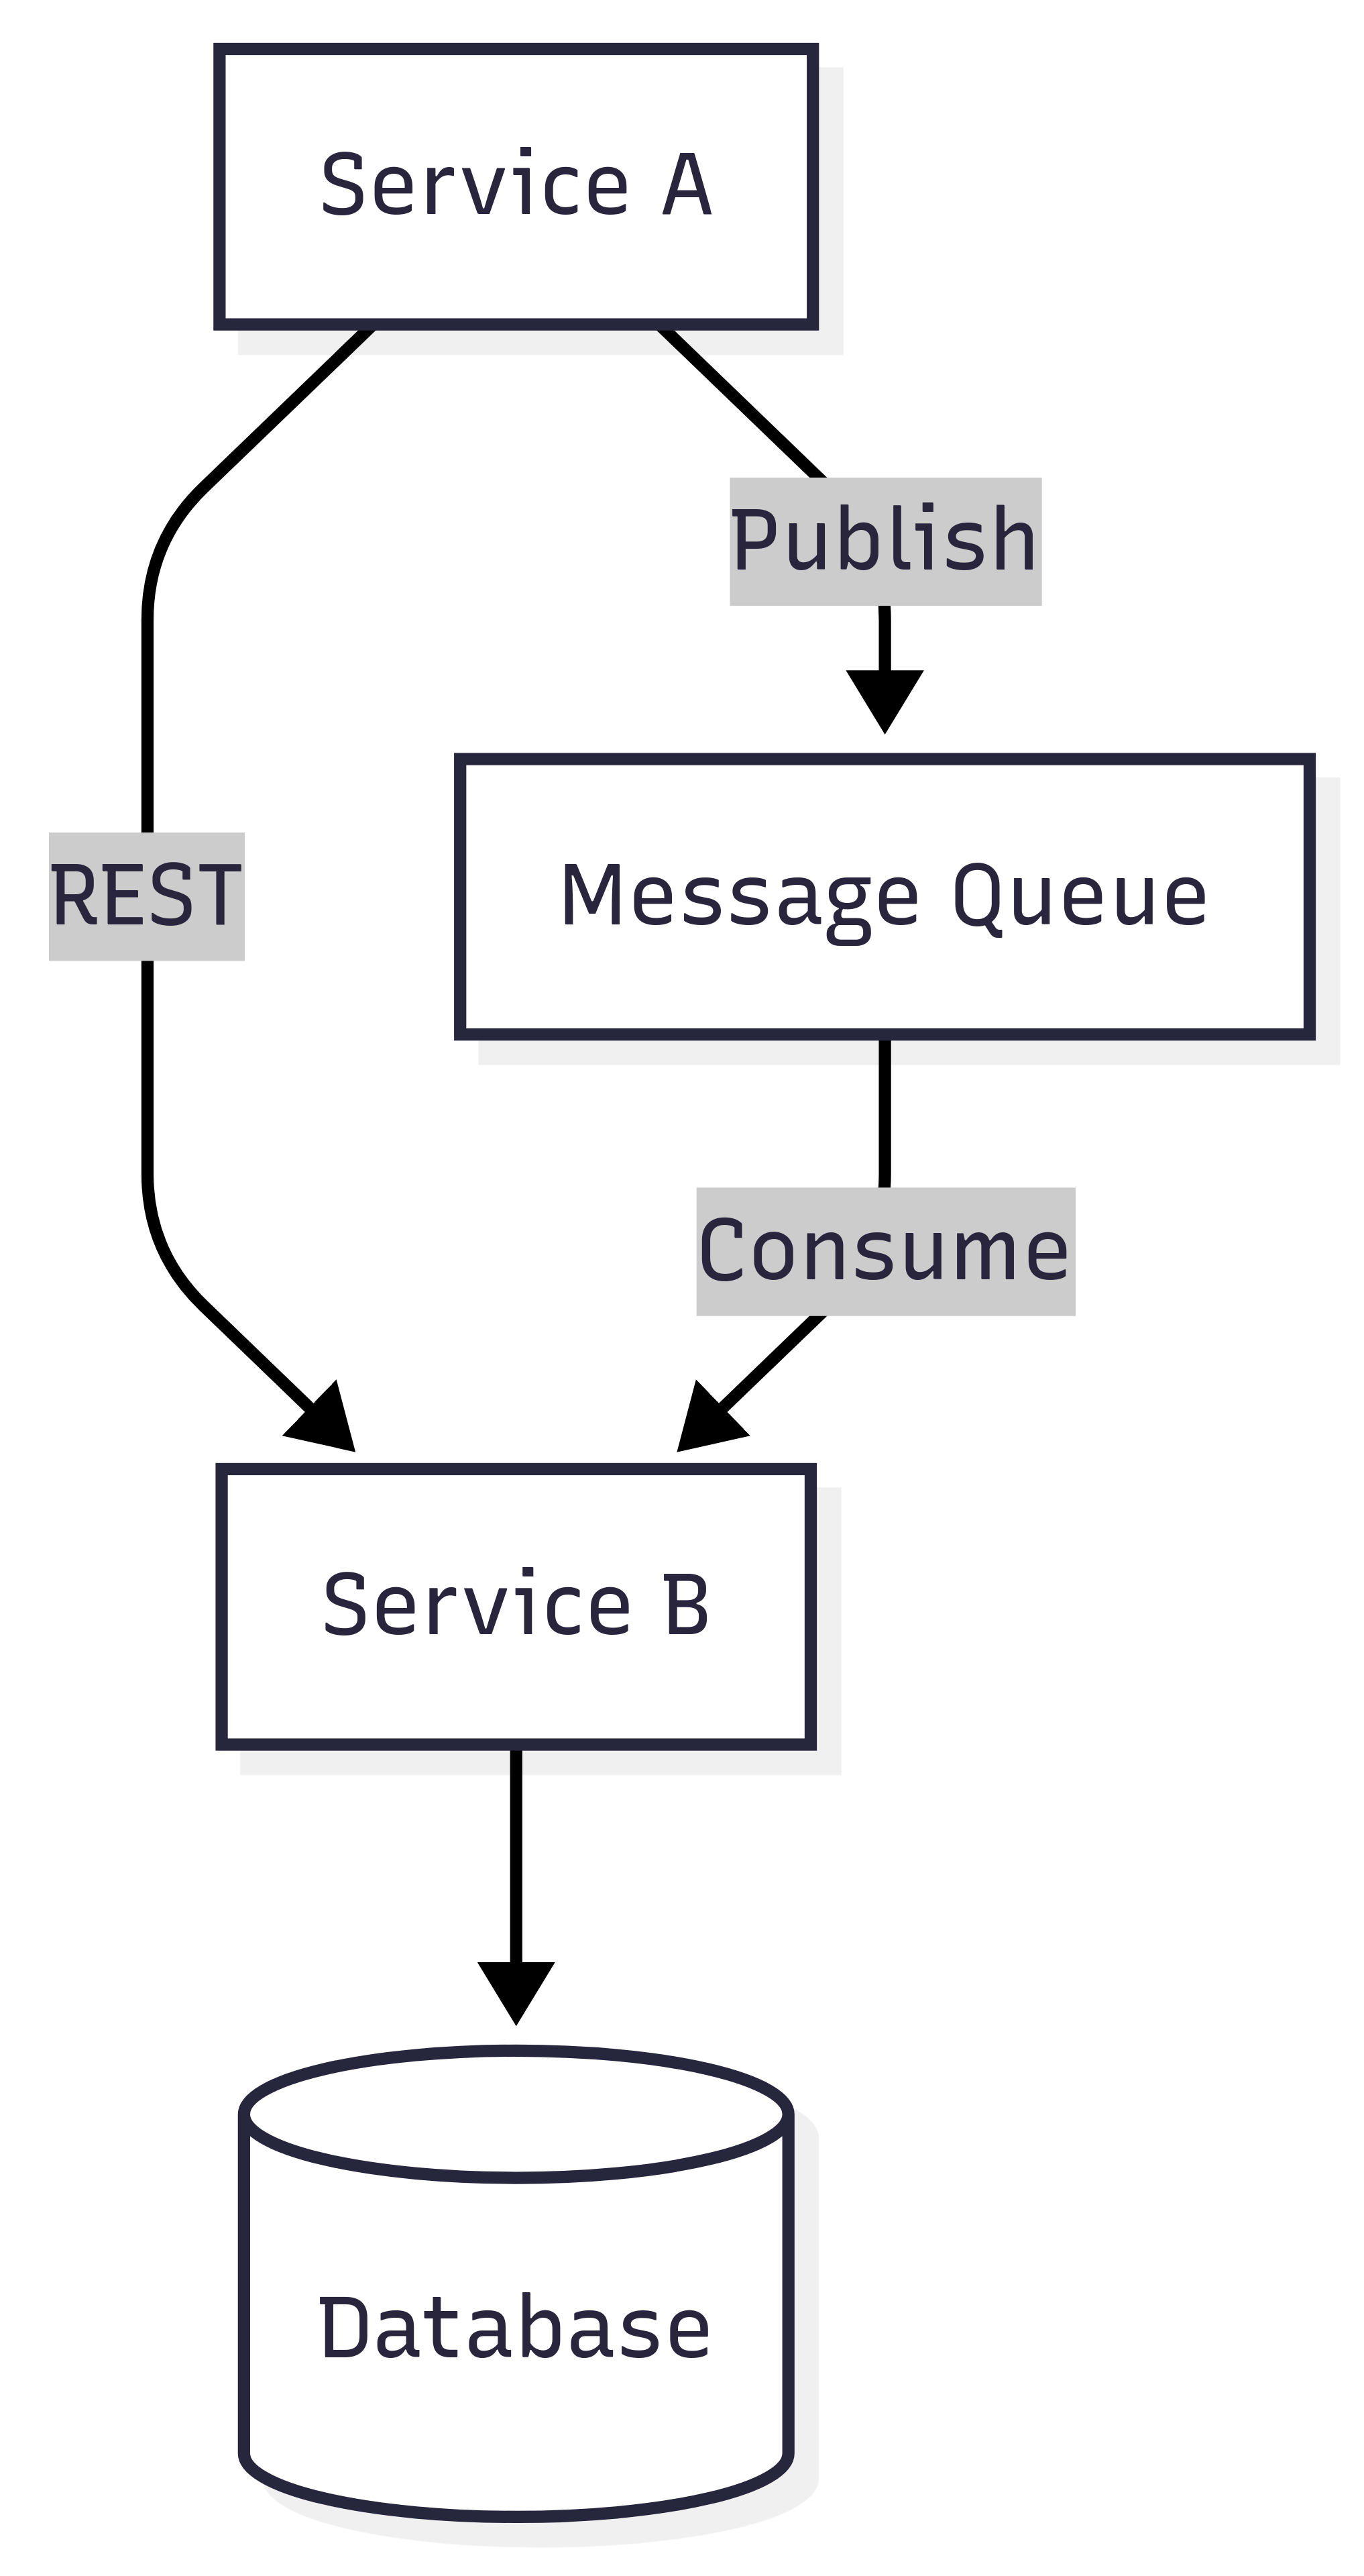 Service A
Publish
REST
Message Queue
Consume
Service B
Database